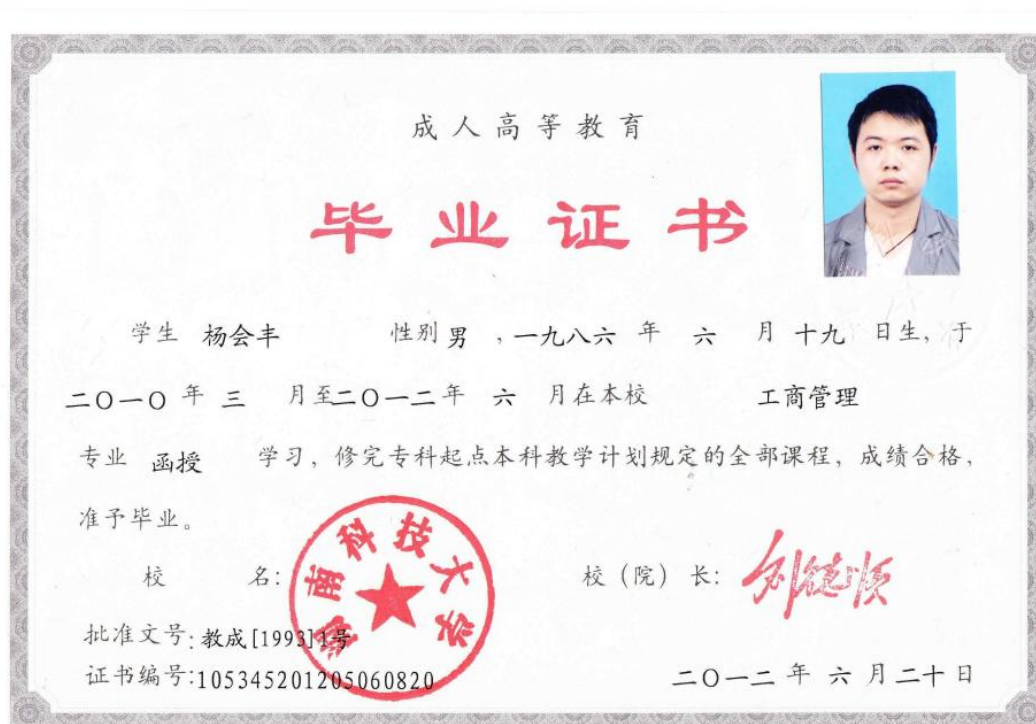 成人高等教育
毕业证书
学生 杨会丰 性别 男 ，一九八六 年 六 月 十九 日生，于
二〇一〇 年 三 月至 二〇一二 年 六 月在本校 工商管理
专业 函授 学习，修完专科起点本科教学计划规定的全部课程，成绩合格，
准予毕业。
校 名：
南科技大学
校（院）长：
批准文号：教成[1993]1号
证书编号：105345201205060820
二〇一二 年 六 月 二十 日